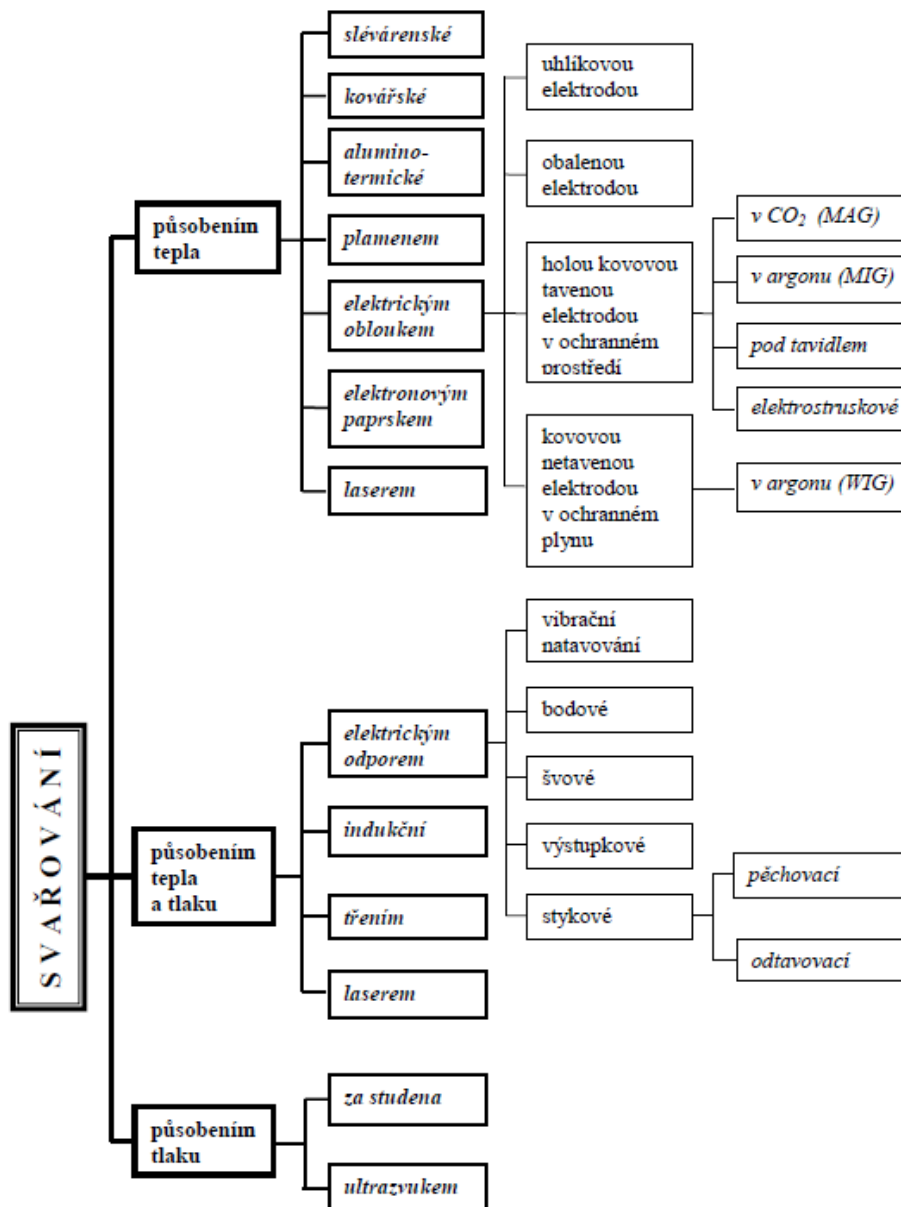 SVAŘOVÁNÍ
působením
tepla
slévárenské
kovářské
alumino-
termické
plamenem
elektrickým
obloukem
uhlíkovou
elektrodou
obalenou
elektrodou
holou kovovou
tavenou
elektrodou
v ochranném
prostředí
v CO2 (MAG)
v argonu (MIG)
pod tavidlem
elektrostruskové
kovovou
netavenou
elektrodou
v ochranném
plynu
v argonu (WIG)
elektronovým
paprskem
laserem
působením
tepla
a tlaku
elektrickým
odporem
vibrační
natavování
bodové
švové
výstupkové
stykové
pěchovací
odtavovací
indukční
třením
laserem
působením
tlaku
za studena
ultrazvukem